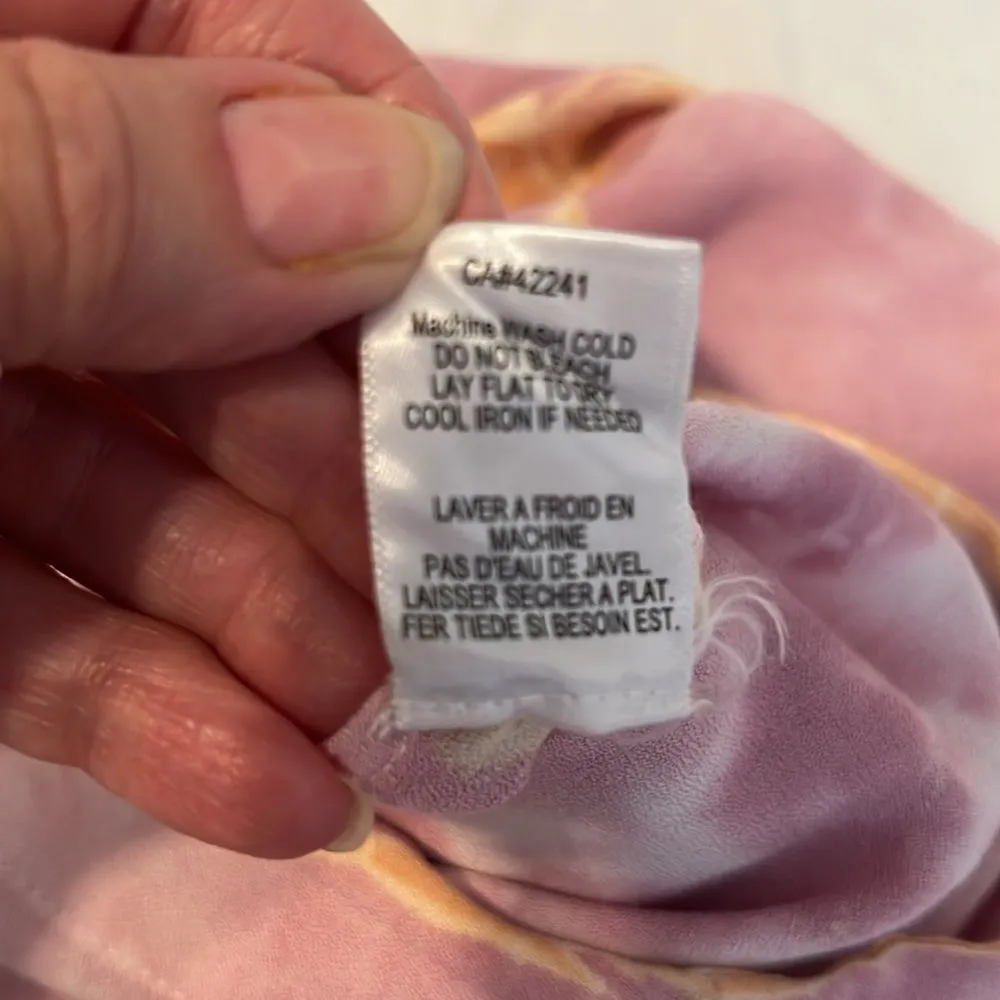 CA#42241
Machine WASH COLD
DO NOT BLEACH
LAY FLAT TO DRY
COOL IRON IF NEEDED
LAVER A FROID EN
MACHINE
PAS D'EAU DE JAVEL.
LAISSER SECHER A PLAT.
FER TIEDE SI BESOIN EST.